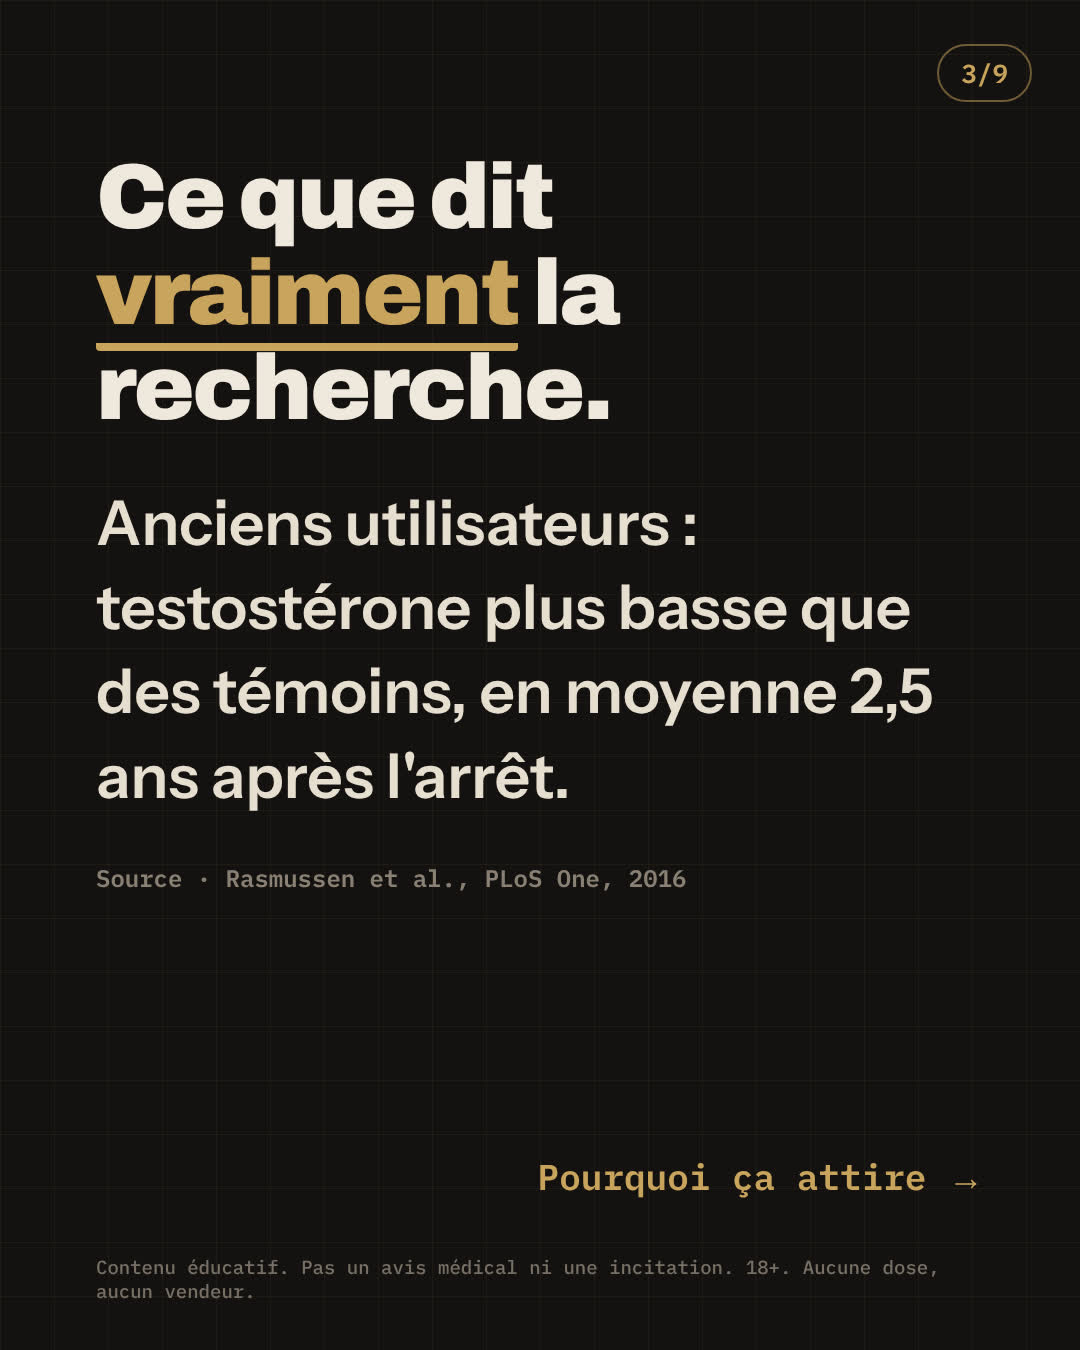 3/9
Ce que dit
vraiment la
recherche.
Anciens utilisateurs :
testostérone plus basse que
des témoins, en moyenne 2,5
ans après l'arrêt.
Source · Rasmussen et al., PLoS One, 2016
Pourquoi ça attire →
Contenu éducatif. Pas un avis médical ni une incitation. 18+. Aucune dose,
aucun vendeur.